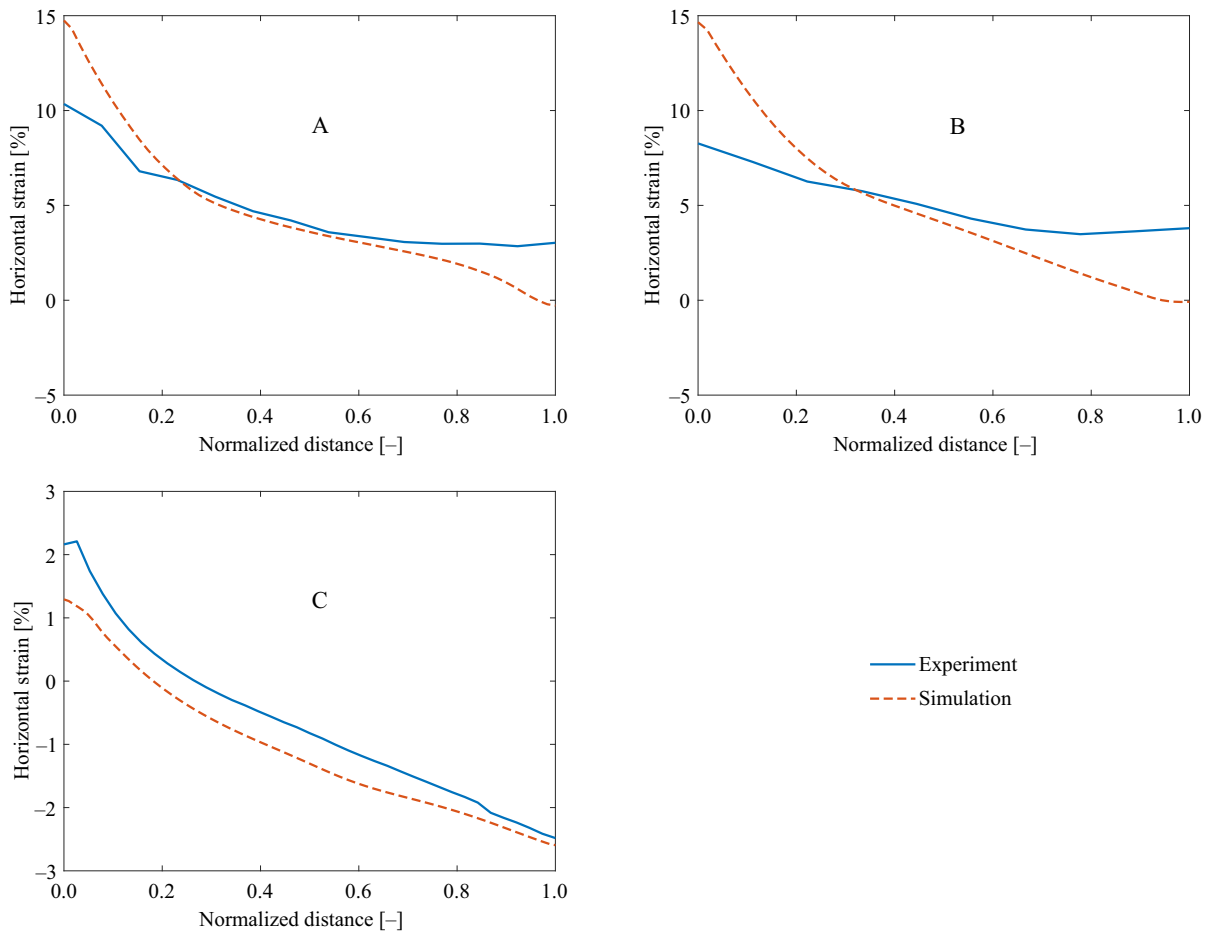 15
10
5
0
–5
Horizontal strain [%]
A
0.0 0.2 0.4 0.6 0.8 1.0
Normalized distance [–]
15
10
5
0
–5
Horizontal strain [%]
B
0.0 0.2 0.4 0.6 0.8 1.0
Normalized distance [–]
3
2
1
0
–1
–2
–3
Horizontal strain [%]
C
0.0 0.2 0.4 0.6 0.8 1.0
Normalized distance [–]
Experiment
Simulation